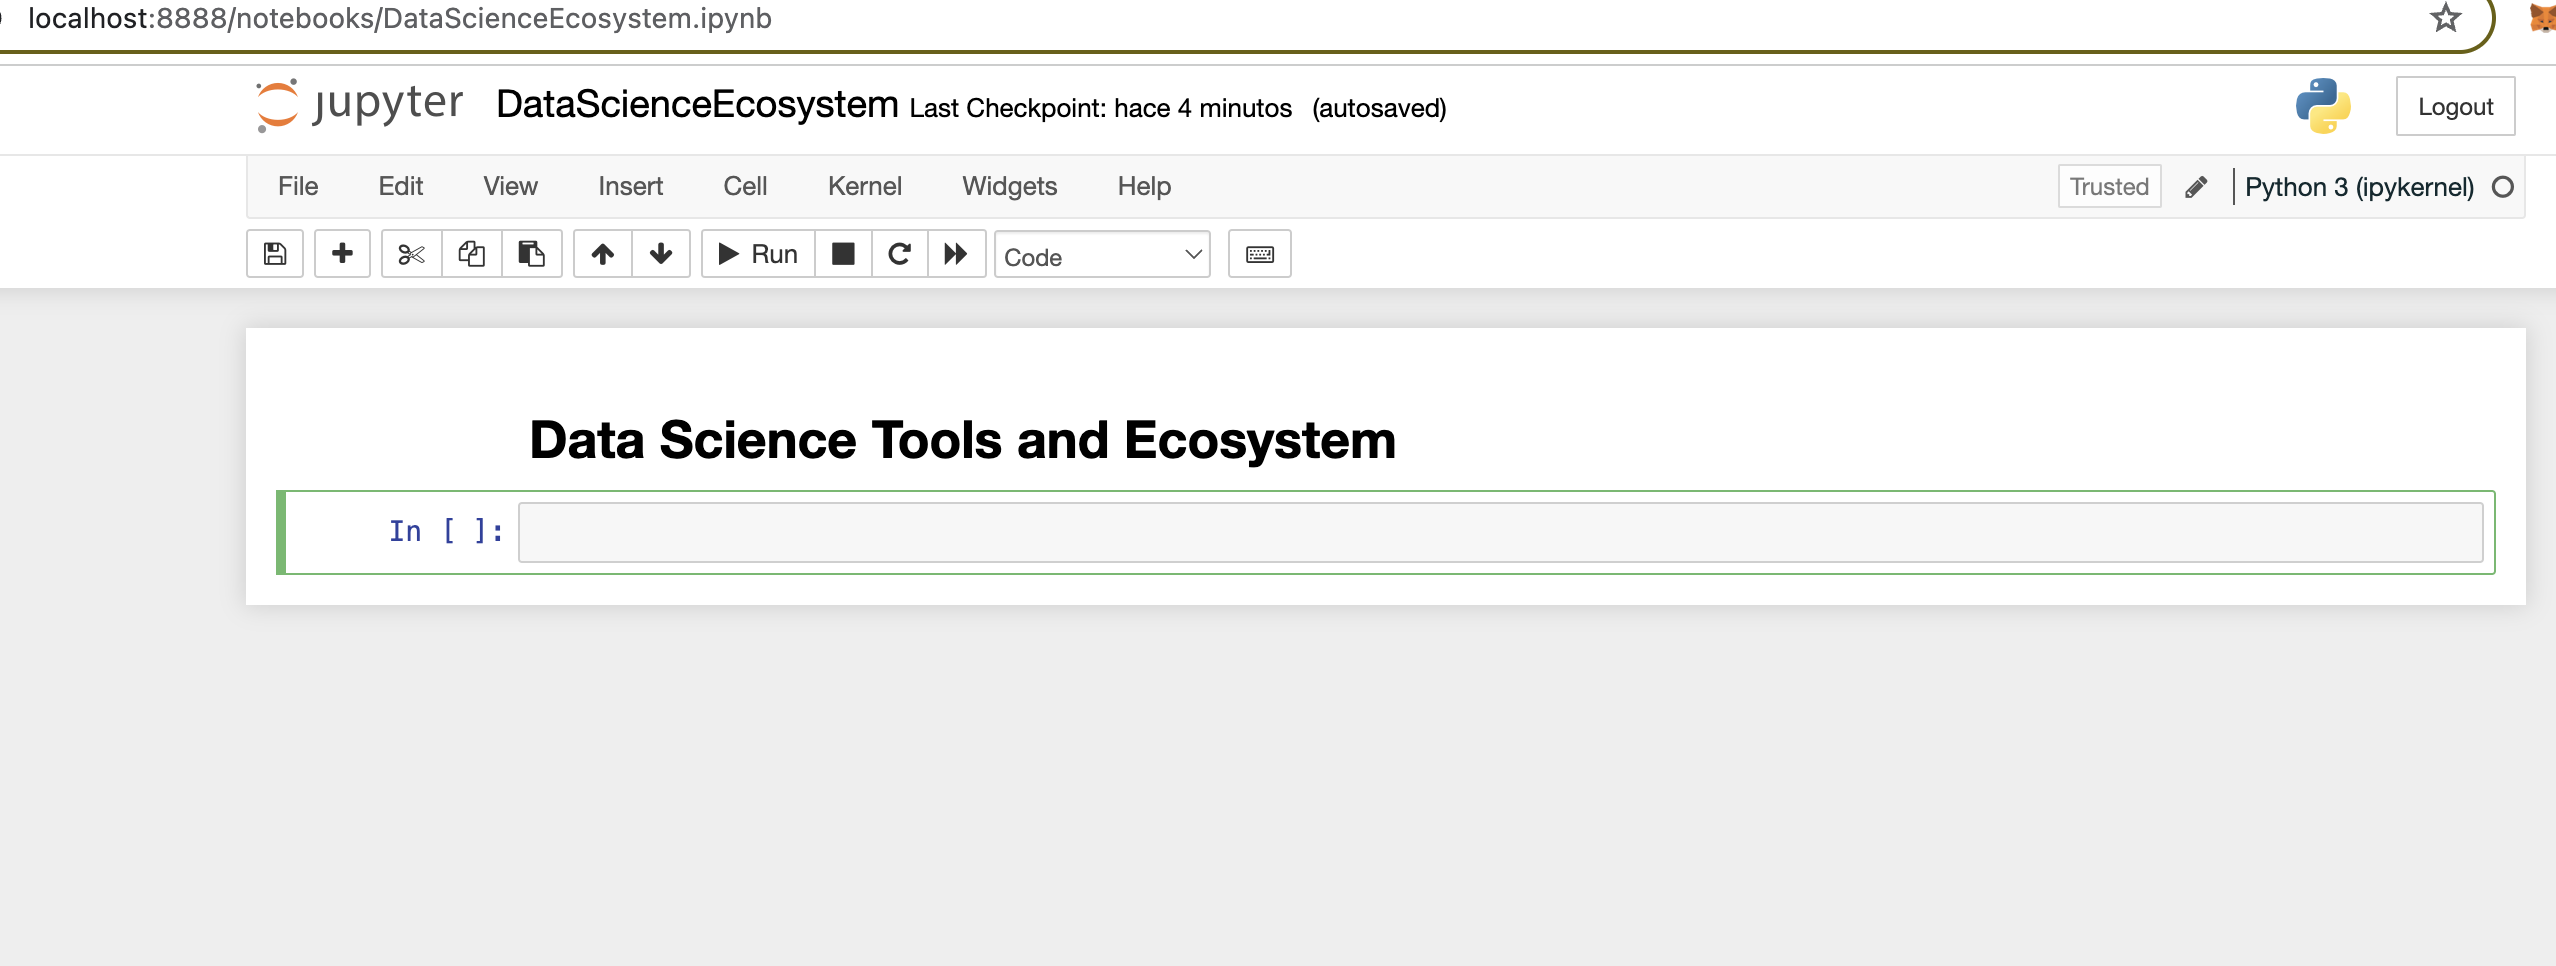 localhost:8888/notebooks/DataScienceEcosystem.ipynb
jupyter DataScienceEcosystem Last Checkpoint: hace 4 minutos (autosaved) Logout
File Edit View Insert Cell Kernel Widgets Help Trusted Python 3 (ipykernel)
Run Code
Data Science Tools and Ecosystem
In [ ]: